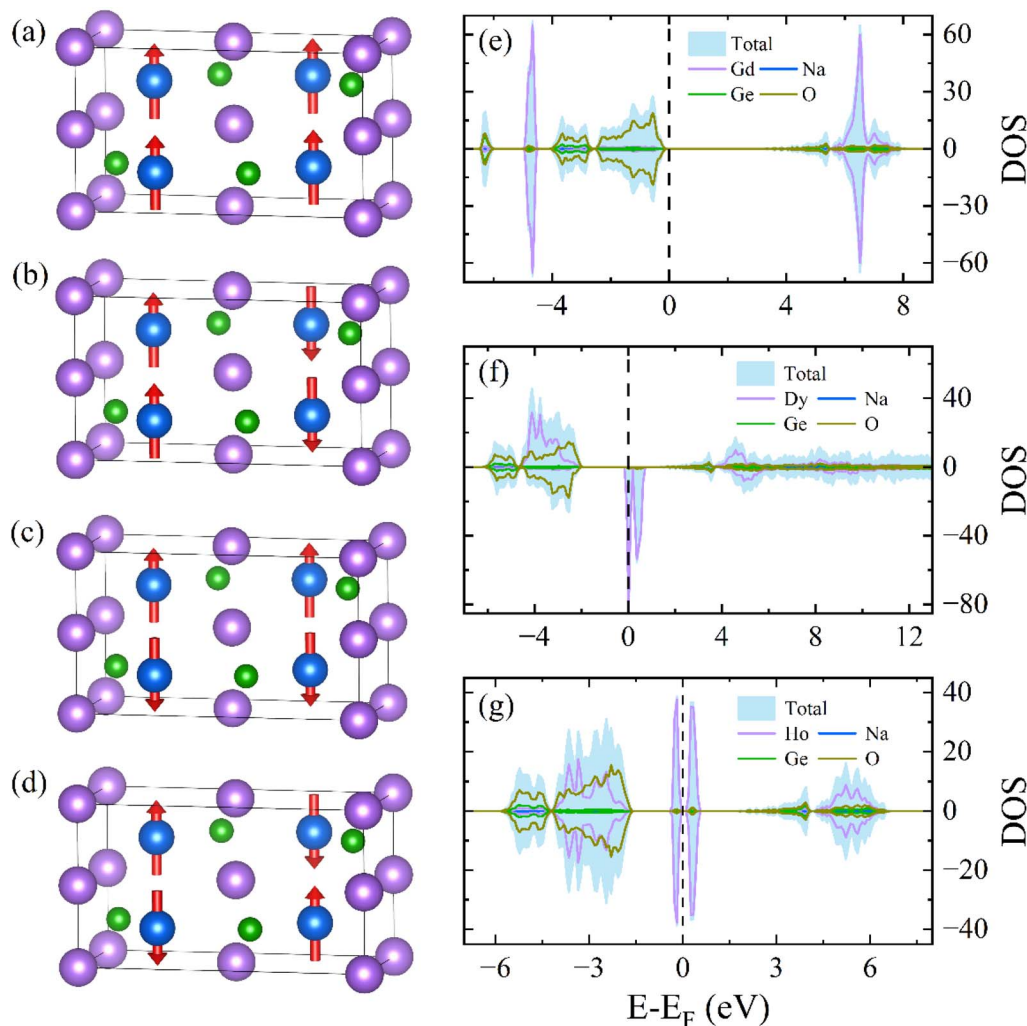 (a)
(b)
(c)
(d)
(e)
Total
Gd Na
Ge O
60
30
0
−30
−60
DOS
−4 0 4 8
(f)
Total
Dy Na
Ge O
40
0
−40
−80
DOS
−4 0 4 8 12
(g)
Total
Ho Na
Ge O
40
20
0
−20
−40
DOS
−6 −3 0 3 6
E-E_F (eV)